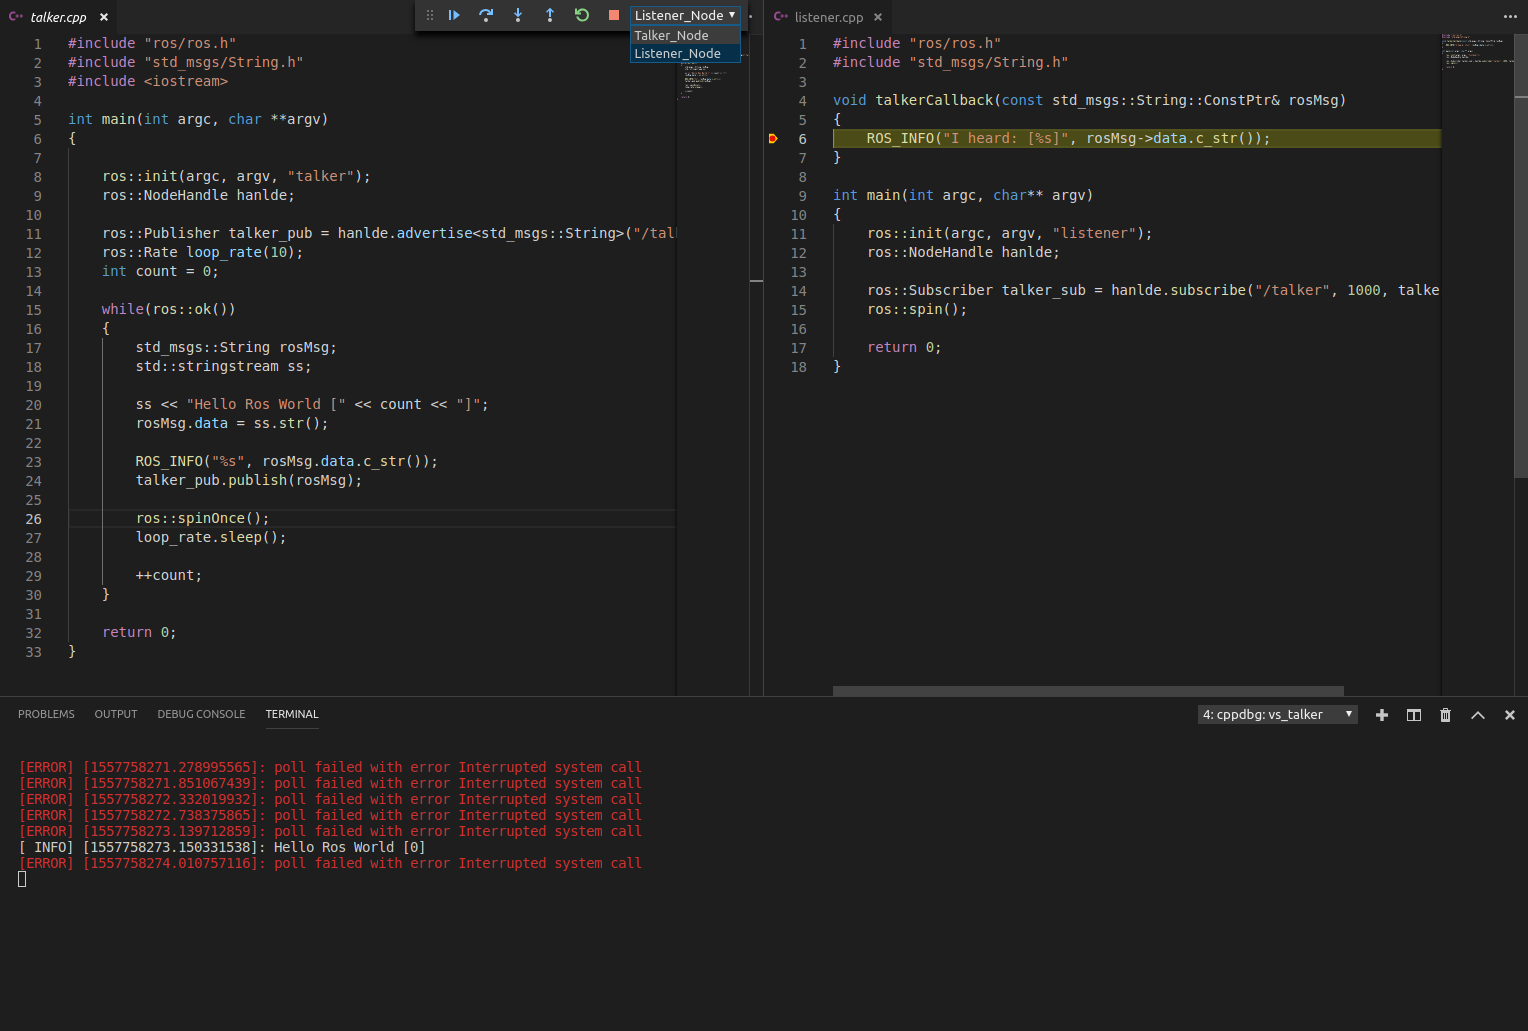 talker.cpp
Listener_Node
Talker_Node
Listener_Node
1 #include "ros/ros.h"
2 #include "std_msgs/String.h"
3 #include <iostream>
4
5 int main(int argc, char **argv)
6 {
7
8 ros::init(argc, argv, "talker");
9 ros::NodeHandle hanlde;
10
11 ros::Publisher talker_pub = hanlde.advertise<std_msgs::String>("/tal
12 ros::Rate loop_rate(10);
13 int count = 0;
14
15 while(ros::ok())
16 {
17 std_msgs::String rosMsg;
18 std::stringstream ss;
19
20 ss << "Hello Ros World [" << count << "]";
21 rosMsg.data = ss.str();
22
23 ROS_INFO("%s", rosMsg.data.c_str());
24 talker_pub.publish(rosMsg);
25
26 ros::spinOnce();
27 loop_rate.sleep();
28
29 ++count;
30 }
31
32 return 0;
33 }
listener.cpp
1 #include "ros/ros.h"
2 #include "std_msgs/String.h"
3
4 void talkerCallback(const std_msgs::String::ConstPtr& rosMsg)
5 {
6 ROS_INFO("I heard: [%s]", rosMsg->data.c_str());
7 }
8
9 int main(int argc, char** argv)
10 {
11 ros::init(argc, argv, "listener");
12 ros::NodeHandle hanlde;
13
14 ros::Subscriber talker_sub = hanlde.subscribe("/talker", 1000, talke
15 ros::spin();
16
17 return 0;
18 }
PROBLEMS OUTPUT DEBUG CONSOLE TERMINAL
4: cppdbg: vs_talker
[ERROR] [1557758271.278995565]: poll failed with error Interrupted system call
[ERROR] [1557758271.851067439]: poll failed with error Interrupted system call
[ERROR] [1557758272.332019932]: poll failed with error Interrupted system call
[ERROR] [1557758272.738375865]: poll failed with error Interrupted system call
[ERROR] [1557758273.139712859]: poll failed with error Interrupted system call
[ INFO] [1557758273.150331538]: Hello Ros World [0]
[ERROR] [1557758274.010757116]: poll failed with error Interrupted system call